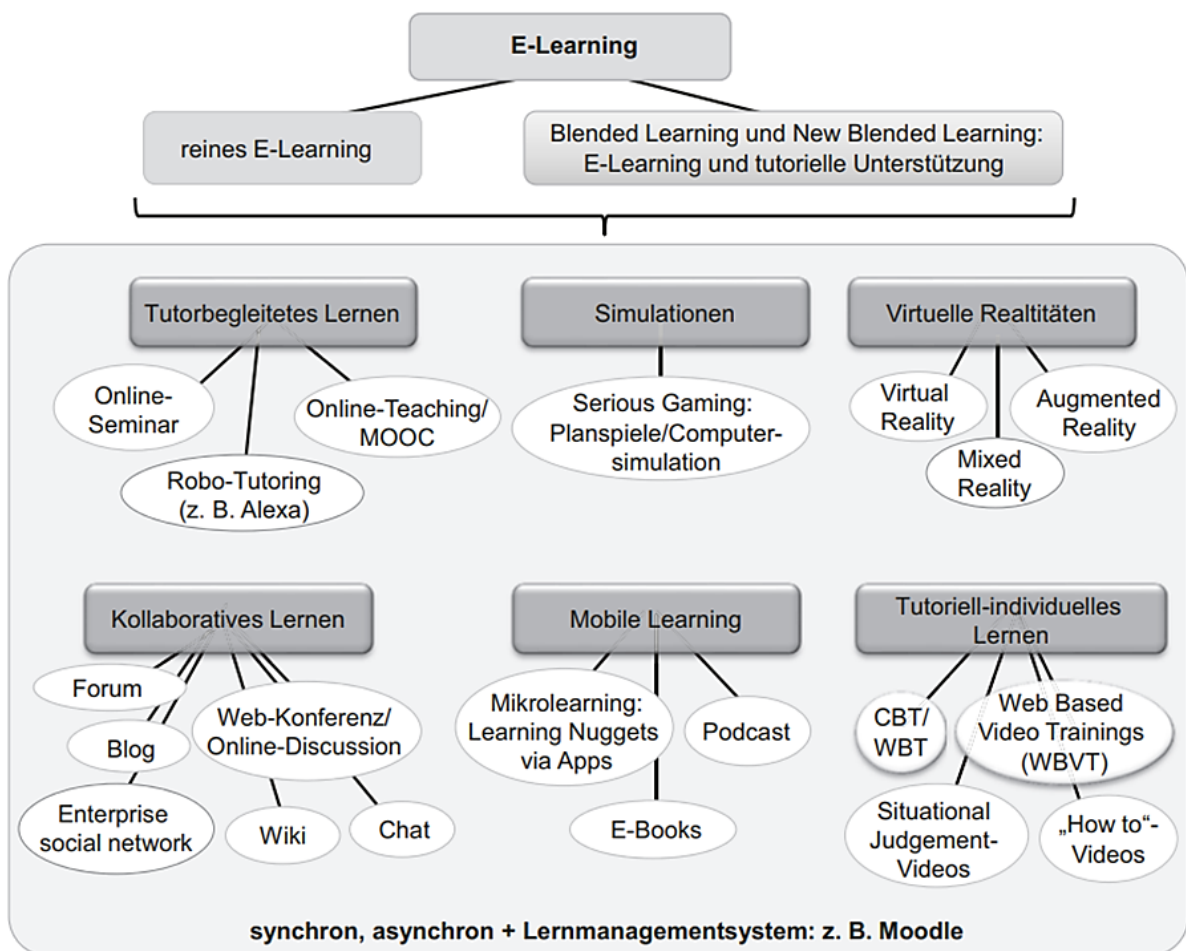 E-Learning
reines E-Learning
Blended Learning und New Blended Learning:
E-Learning und tutorielle Unterstützung
Tutorbegleitetes Lernen
Online-
Seminar
Robo-Tutoring
(z. B. Alexa)
Online-Teaching/
MOOC
Simulationen
Serious Gaming:
Planspiele/Computer-
simulation
Virtuelle Realtitäten
Virtual
Reality
Mixed
Reality
Augmented
Reality
Kollaboratives Lernen
Forum
Blog
Enterprise
social network
Web-Konferenz/
Online-Discussion
Wiki
Chat
Mobile Learning
Mikrolearning:
Learning Nuggets
via Apps
E-Books
Podcast
Tutoriell-individuelles
Lernen
CBT/
WBT
Web Based
Video Trainings
(WBVT)
Situational
Judgement-
Videos
„How to“-
Videos
synchron, asynchron + Lernmanagementsystem: z. B. Moodle